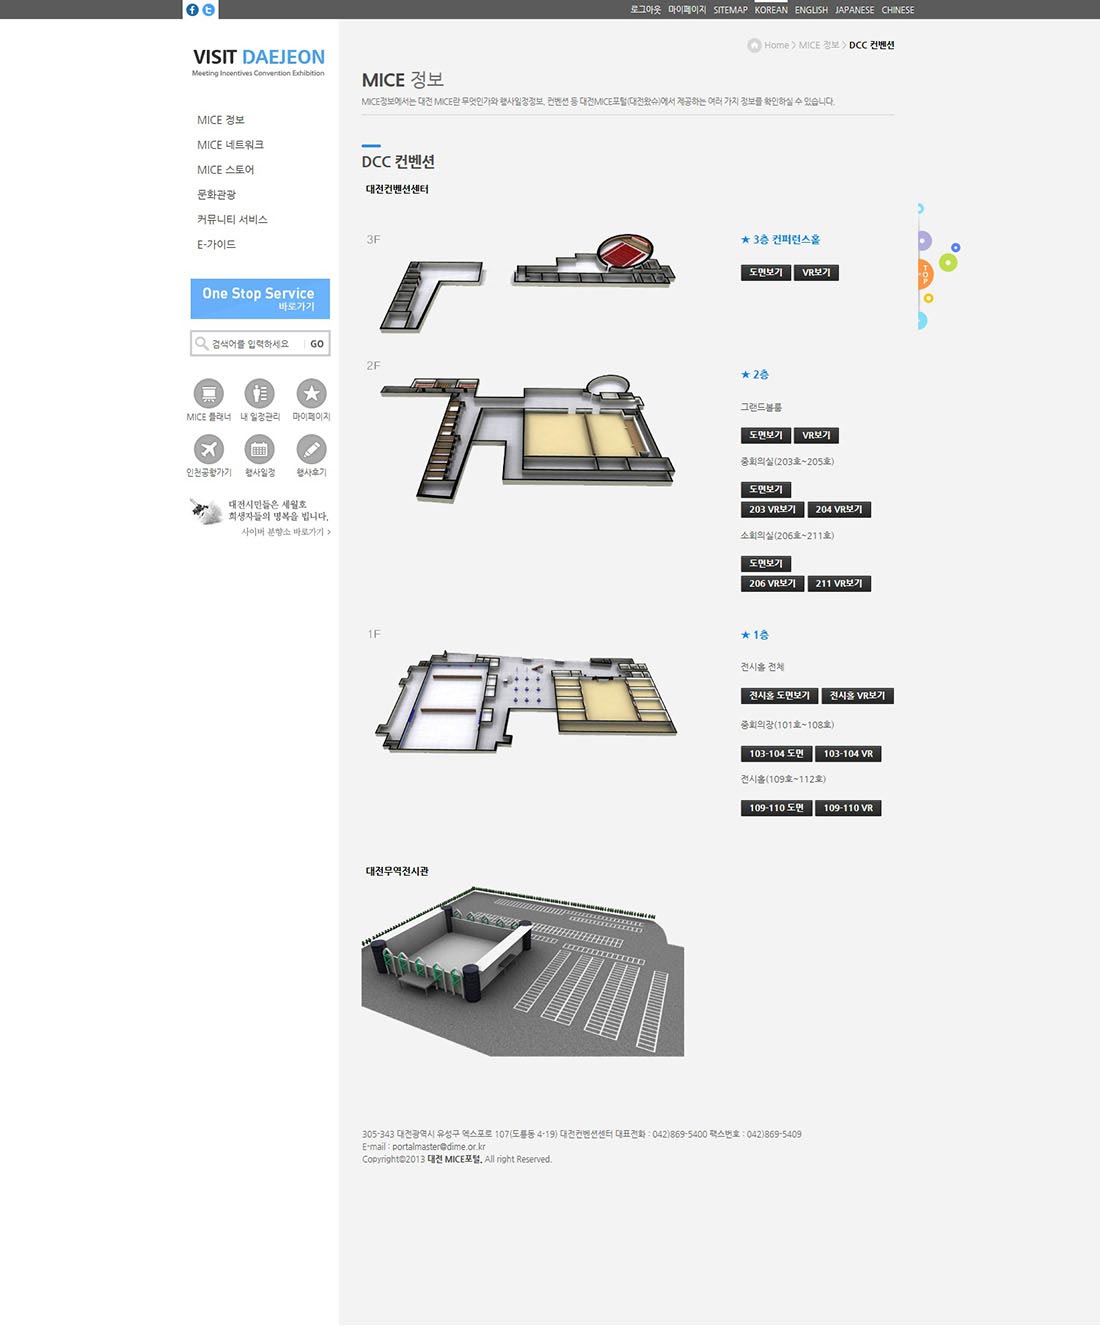 로그아웃 마이페이지 SITEMAP KOREAN ENGLISH JAPANESE CHINESE
VISIT DAEJEON
Meeting Incentives Convention Exhibition
MICE 정보
MICE 네트워크
MICE 스토어
문화관광
커뮤니티 서비스
E-가이드
One Stop Service
바로가기
검색어를 입력하세요 GO
MICE 플래너 내 일정관리 마이페이지
인천공항가기 행사일정 행사후기
대전시민들은 세월호
희생자들의 명복을 빕니다.
사이버 분향소 바로가기 >
Home > MICE 정보 > DCC 컨벤션
MICE 정보
MICE정보에서는 대전 MICE란 무엇인가와 행사일정정보, 컨벤션 등 대전MICE포털(대전왔슈)에서 제공하는 여러 가지 정보를 확인하실 수 있습니다.
DCC 컨벤션
대전컨벤션센터
3F
★ 3층 컨퍼런스홀
도면보기 VR보기
TOP
2F
★ 2층
그랜드볼룸
도면보기 VR보기
중회의실(203호~205호)
도면보기
203 VR보기 204 VR보기
소회의실(206호~211호)
도면보기
206 VR보기 211 VR보기
1F
★ 1층
전시홀 전체
전시홀 도면보기 전시홀 VR보기
중회의장(101호~108호)
103-104 도면 103-104 VR
전시홀(109호~112호)
109-110 도면 109-110 VR
대전무역전시관
305-343 대전광역시 유성구 엑스포로 107(도룡동 4-19) 대전컨벤션센터 대표전화 : 042)869-5400 팩스번호 : 042)869-5409
E-mail : portalmaster@dime.or.kr
Copyright©2013 대전 MICE포털. All right Reserved.